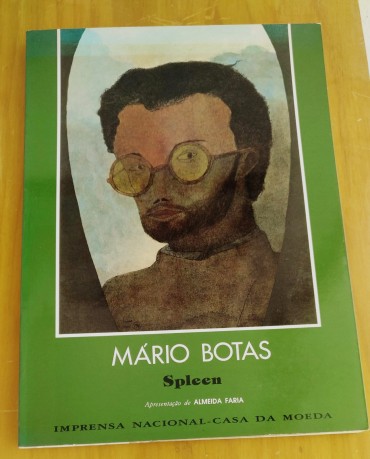 MÁRIO BOTAS
Spleen
Apresentação de ALMEIDA FARIA
IMPRENSA NACIONAL-CASA DA MOEDA